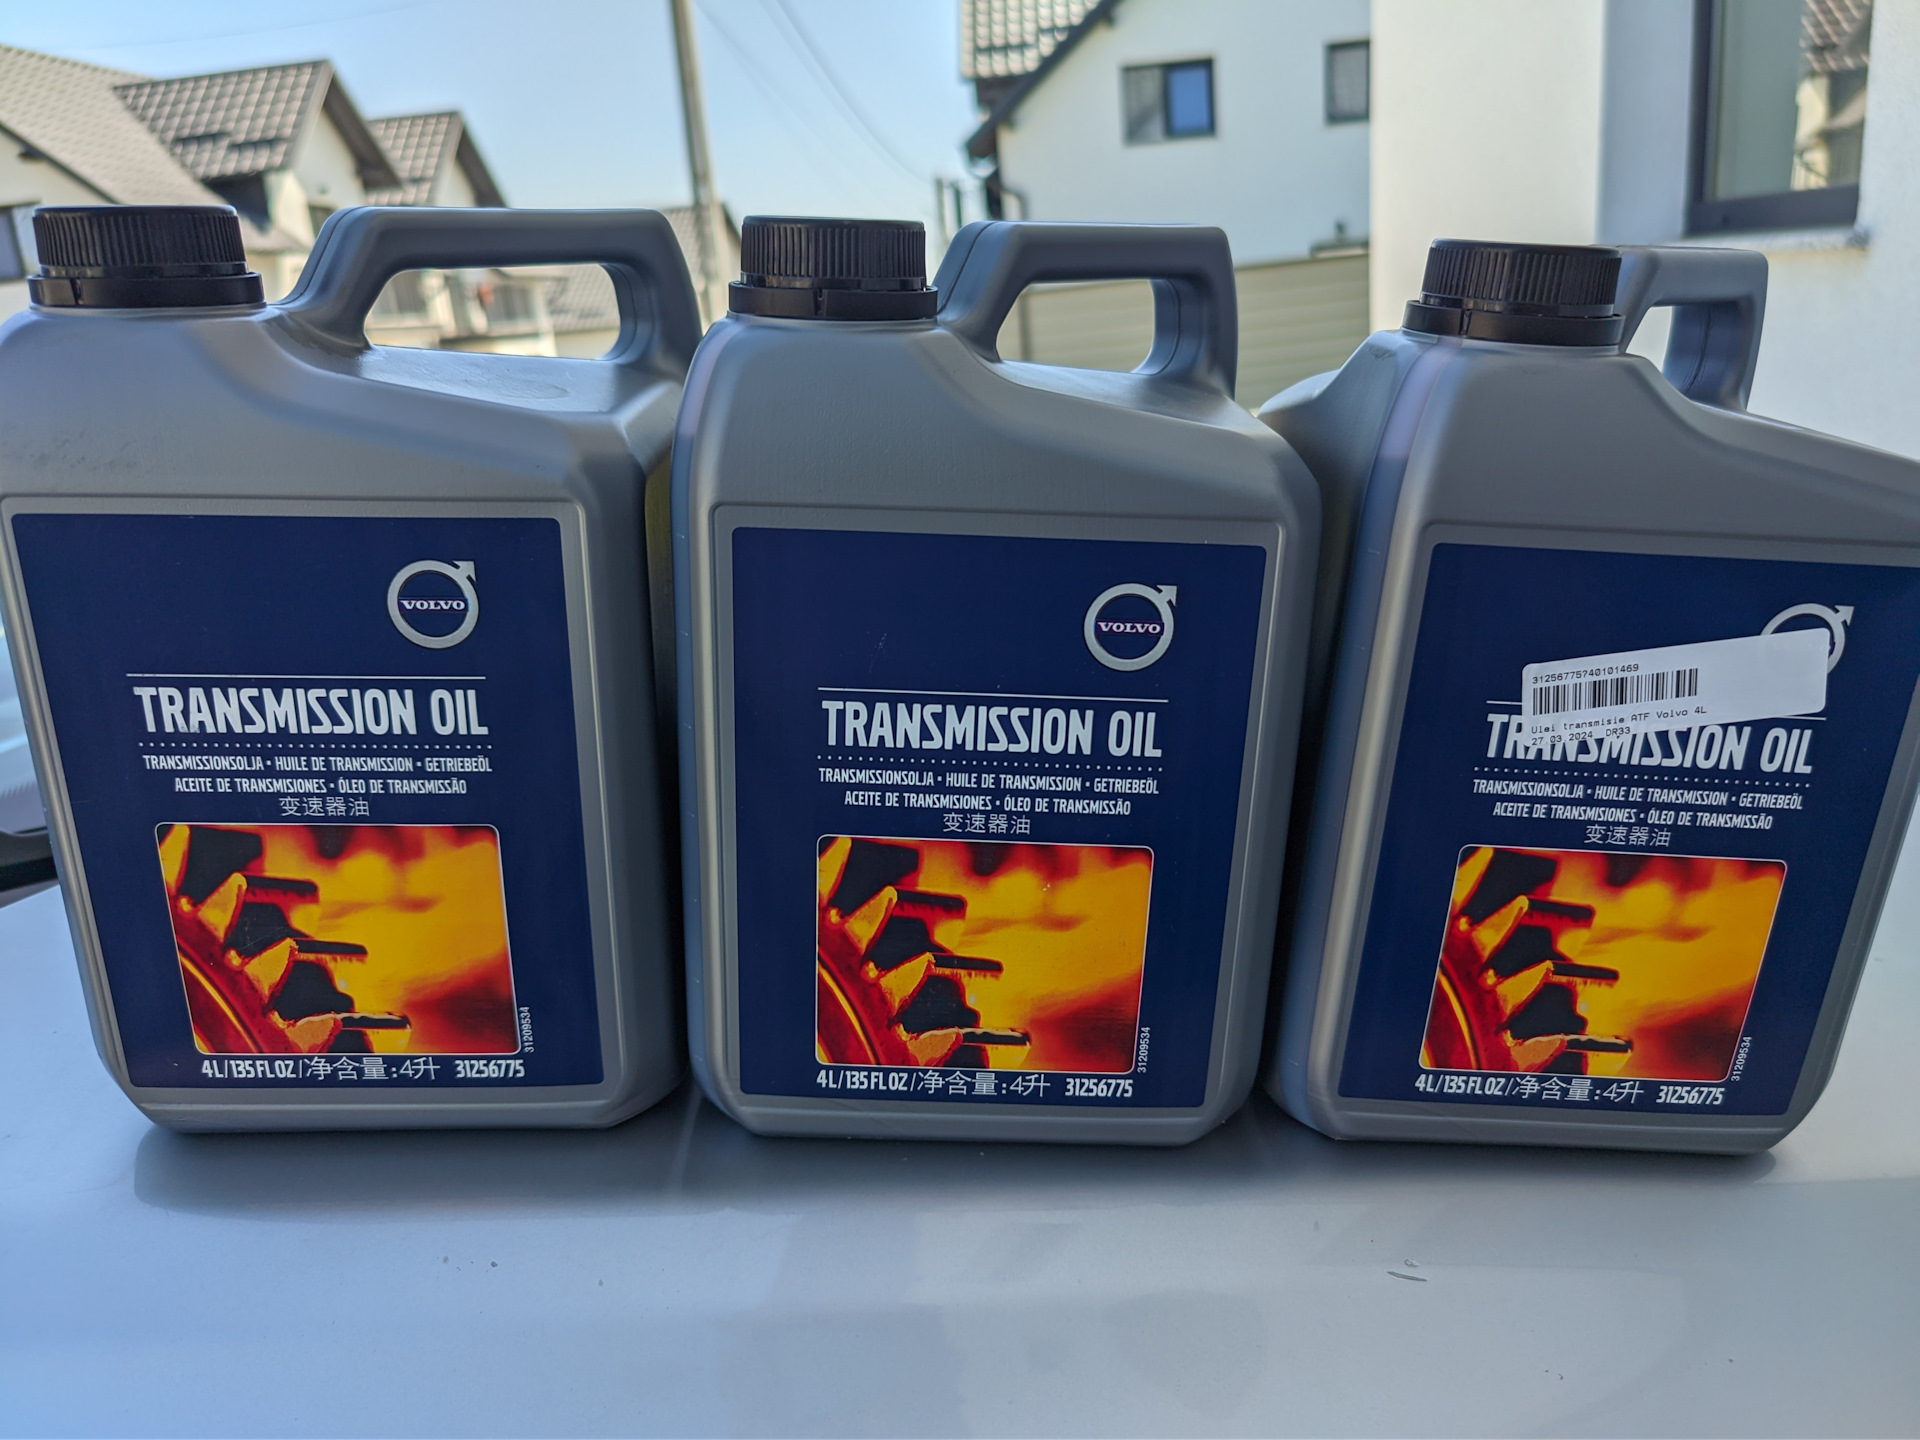 VOLVO
TRANSMISSION OIL
TRANSMISSIONSOLJA • HUILE DE TRANSMISSION • GETRIEBEÖL
ACEITE DE TRANSMISIONES • ÓLEO DE TRANSMISSÃO
变速器油
31209534
4L/135 FL OZ/净含量:4升 31256775
VOLVO
TRANSMISSION OIL
TRANSMISSIONSOLJA • HUILE DE TRANSMISSION • GETRIEBEÖL
ACEITE DE TRANSMISIONES • ÓLEO DE TRANSMISSÃO
变速器油
31209534
4L/135 FL OZ/净含量:4升 31256775
31256775?40101469
Ulei transmisie ATF Volvo 4L
27.03.2024 DR33
TRANSMISSION OIL
TRANSMISSIONSOLJA • HUILE DE TRANSMISSION • GETRIEBEÖL
ACEITE DE TRANSMISIONES • ÓLEO DE TRANSMISSÃO
变速器油
31209534
4L/135 FL OZ/净含量:4升 31256775